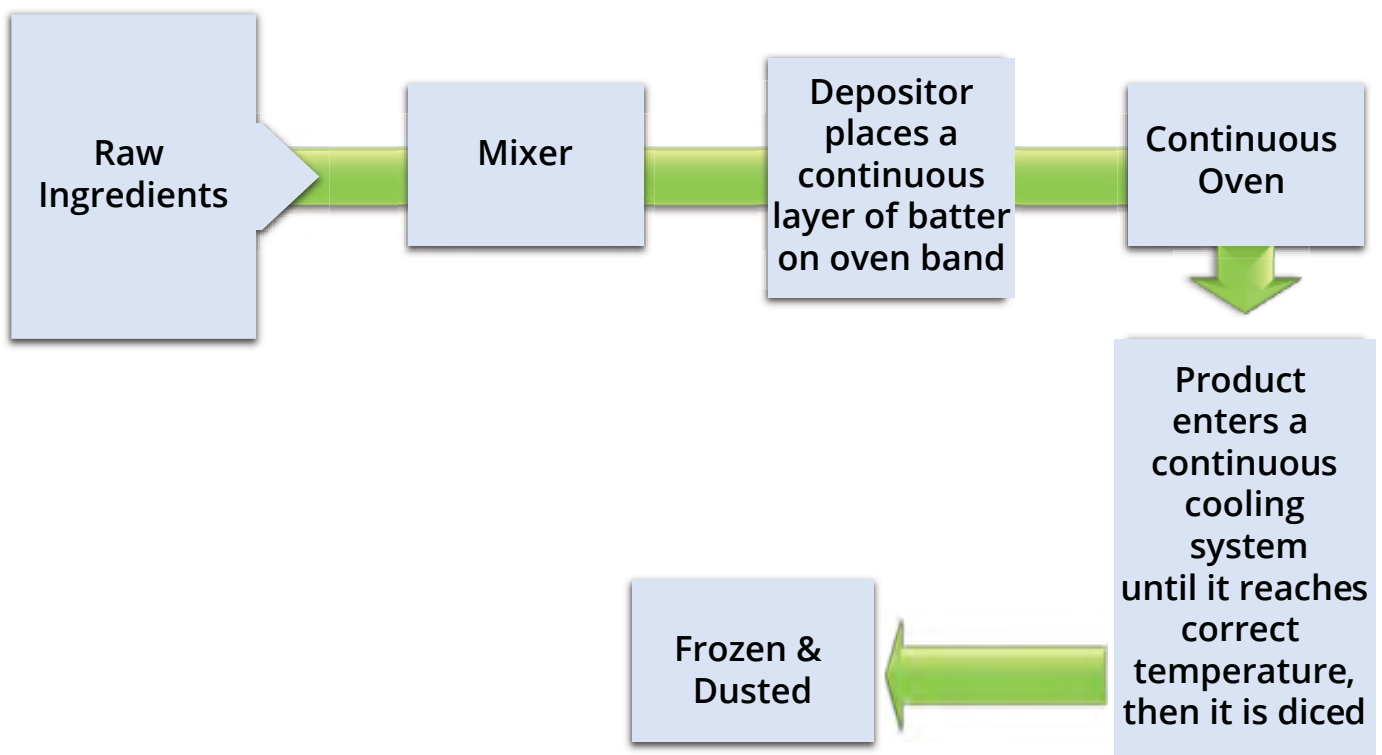 Raw
Ingredients
Mixer
Depositor
places a
continuous
layer of batter
on oven band
Continuous
Oven
Product
enters a
continuous
cooling
system
until it reaches
correct
temperature,
then it is diced
Frozen &
Dusted